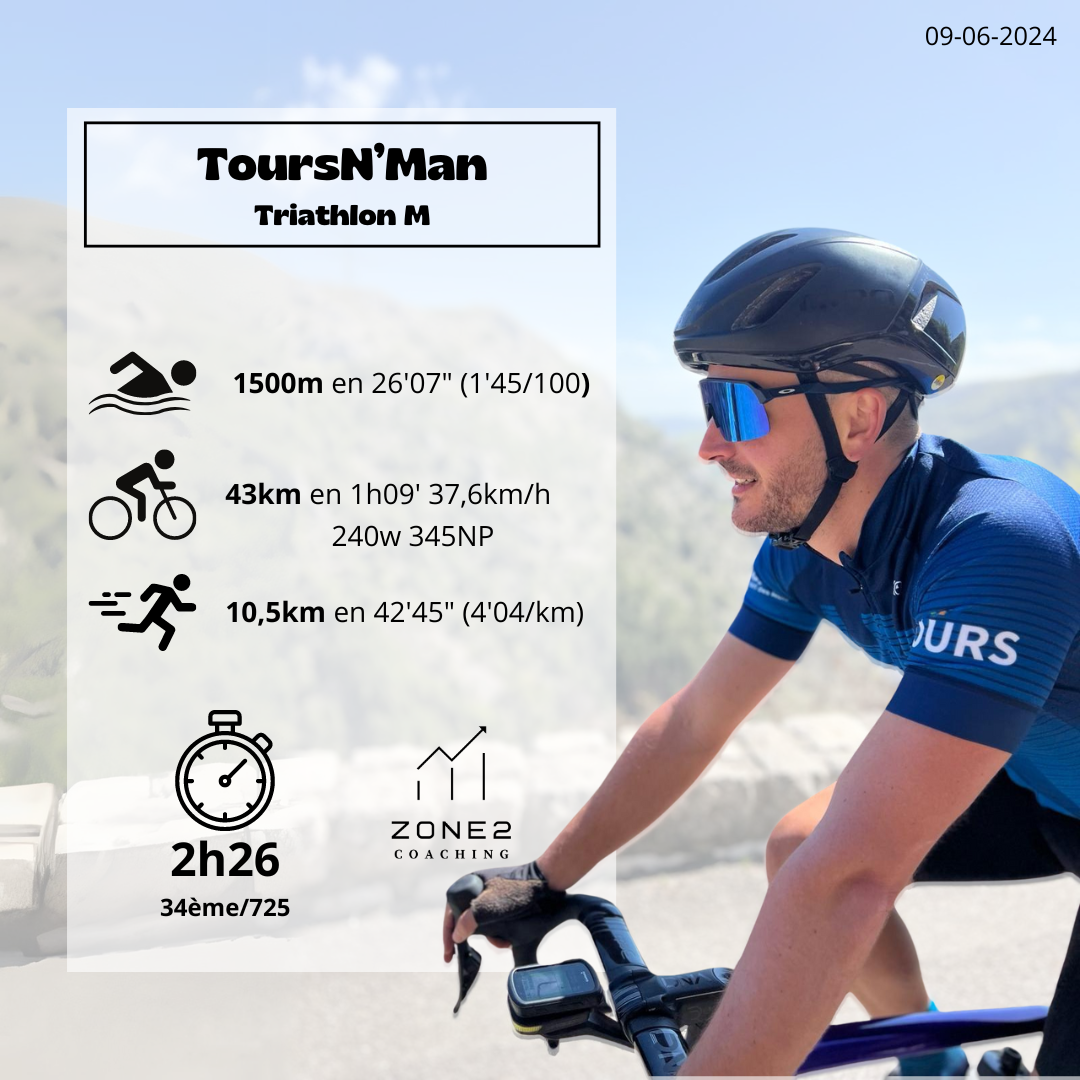 09-06-2024
ToursN’Man
Triathlon M
1500m en 26'07" (1'45/100)
43km en 1h09' 37,6km/h
240w 345NP
10,5km en 42'45" (4'04/km)
OURS
2h26
ZONE2
COACHING
34ème/725